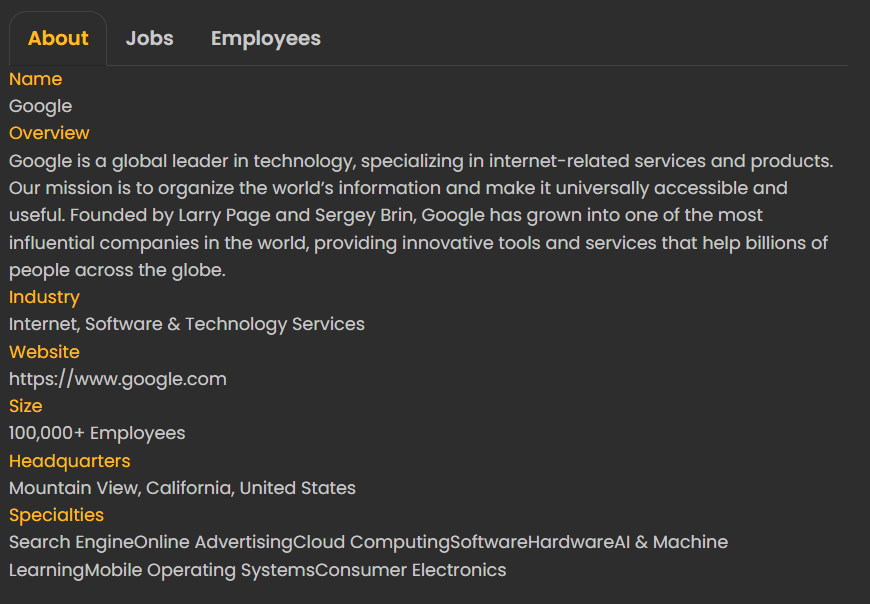 About Jobs Employees
Name
Google
Overview
Google is a global leader in technology, specializing in internet-related services and products.
Our mission is to organize the world’s information and make it universally accessible and
useful. Founded by Larry Page and Sergey Brin, Google has grown into one of the most
influential companies in the world, providing innovative tools and services that help billions of
people across the globe.
Industry
Internet, Software & Technology Services
Website
https://www.google.com
Size
100,000+ Employees
Headquarters
Mountain View, California, United States
Specialties
Search EngineOnline AdvertisingCloud ComputingSoftwareHardwareAI & Machine
LearningMobile Operating SystemsConsumer Electronics